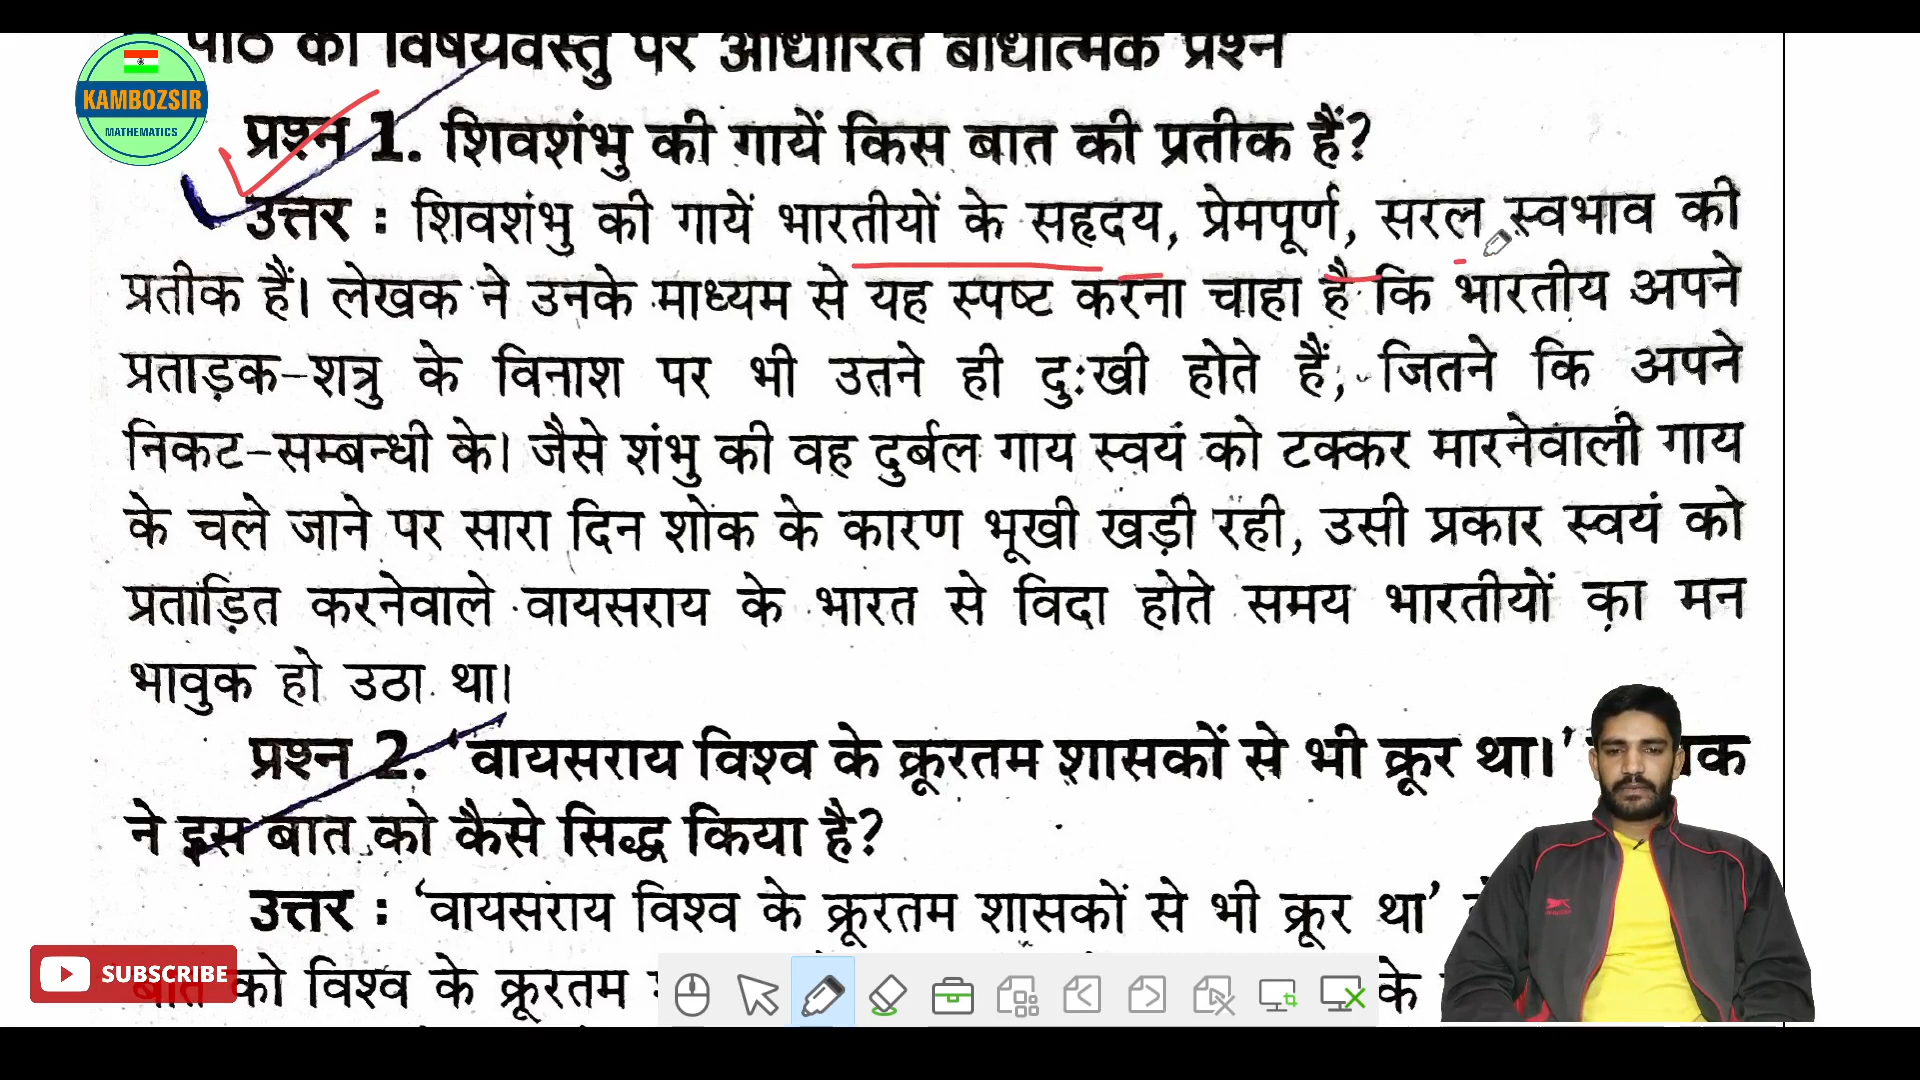 पाठ की विषयवस्तु पर आधारित बोधात्मक प्रश्न
KAMBOZSIR
MATHEMATICS
प्रश्न 1. शिवशंभु की गायें किस बात की प्रतीक हैं?
उत्तर : शिवशंभु की गायें भारतीयों के सहृदय, प्रेमपूर्ण, सरल स्वभाव की
प्रतीक हैं। लेखक ने उनके माध्यम से यह स्पष्ट करना चाहा है कि भारतीय अपने
प्रताड़क-शत्रु के विनाश पर भी उतने ही दुःखी होते हैं, जितने कि अपने
निकट-सम्बन्धी के। जैसे शंभु की वह दुर्बल गाय स्वयं को टक्कर मारनेवाली गाय
के चले जाने पर सारा दिन शोक के कारण भूखी खड़ी रही, उसी प्रकार स्वयं को
प्रताड़ित करनेवाले वायसराय के भारत से विदा होते समय भारतीयों का मन
भावुक हो उठा था।
प्रश्न 2. 'वायसराय विश्व के क्रूरतम शासकों से भी क्रूर था।'
ने इस बात को कैसे सिद्ध किया है?
उत्तर : 'वायसराय विश्व के क्रूरतम शासकों से भी क्रूर था'
बात को विश्व के क्रूरतम के
SUBSCRIBE